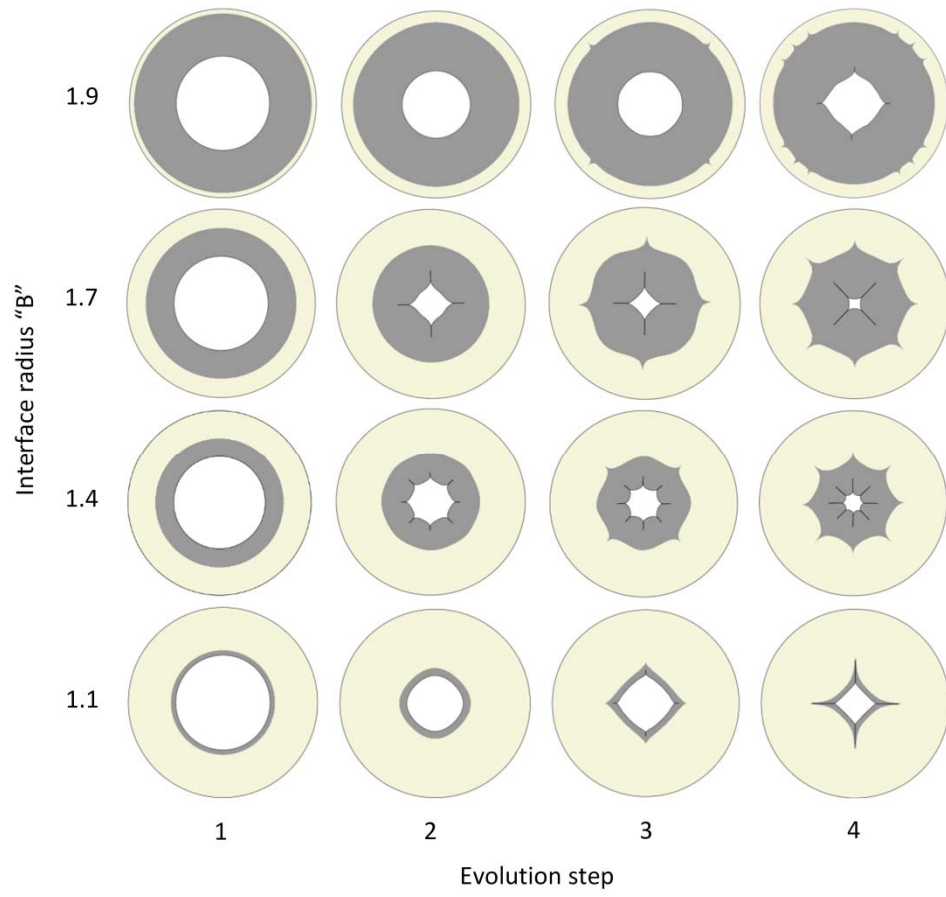 1.9
1.7
Interface radius “B”
1.4
1.1
1 2 3 4
Evolution step